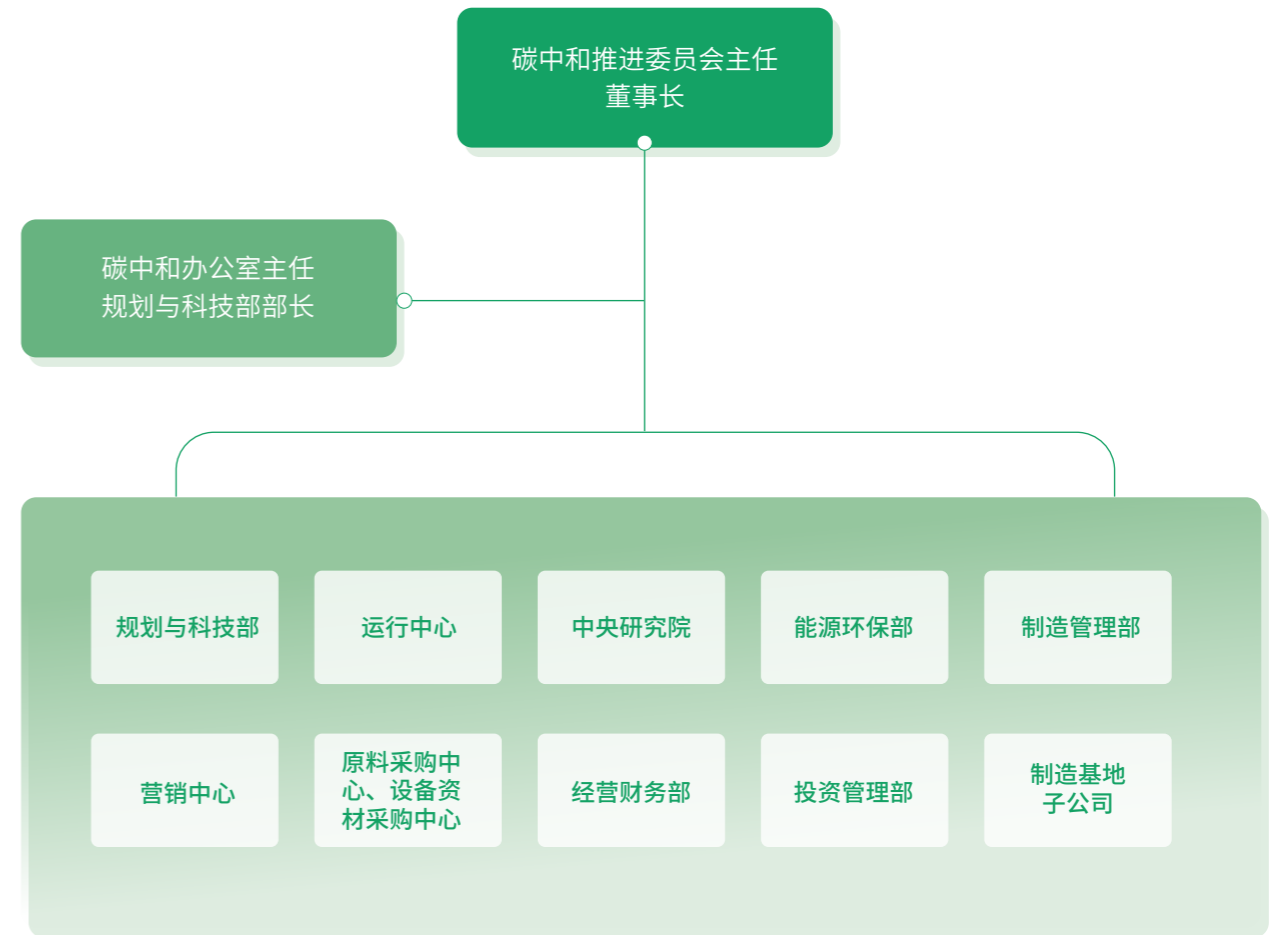 碳中和推进委员会主任
董事长
碳中和办公室主任
规划与科技部部长
规划与科技部
运行中心
中央研究院
能源环保部
制造管理部
营销中心
原料采购中
心、设备资
材采购中心
经营财务部
投资管理部
制造基地
子公司